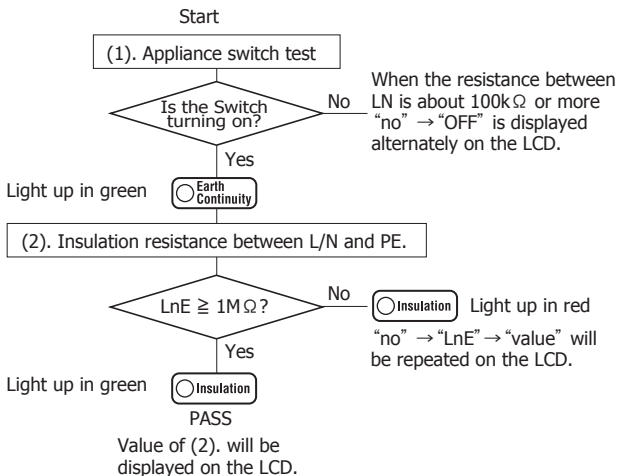 Start
(1). Appliance switch test
Is the Switch
turning on?
No
When the resistance between
LN is about 100kΩ or more
“no” → “OFF” is displayed
alternately on the LCD.
Yes
Light up in green
Earth
Continuity
(2). Insulation resistance between L/N and PE.
LnE ≧ 1MΩ?
No
Insulation
Light up in red
“no” → “LnE” → “value” will
be repeated on the LCD.
Yes
Light up in green
Insulation
PASS
Value of (2). will be
displayed on the LCD.